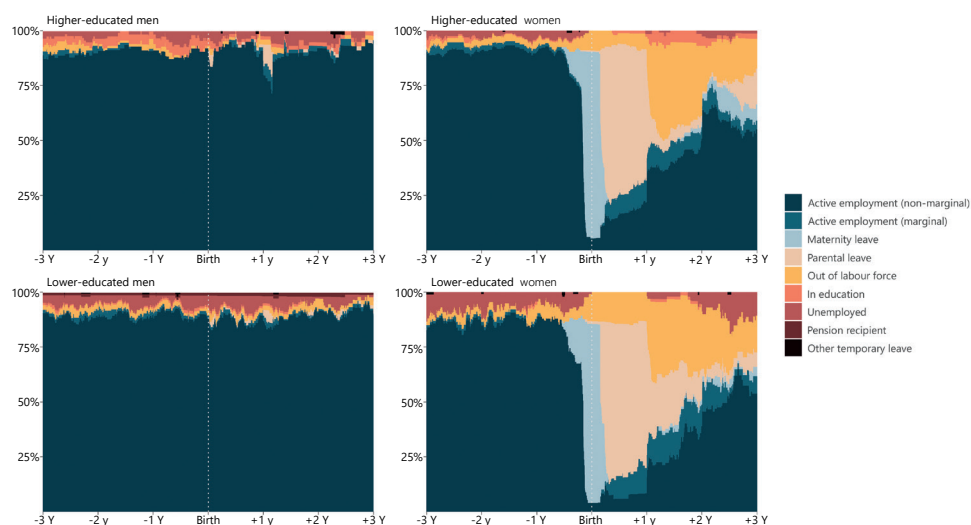 Higher-educated men
100%
75%
50%
25%
-3 Y -2 y -1 Y Birth +1 y +2 Y +3 Y
Higher-educated women
100%
75%
50%
25%
-3 Y -2 y -1 Y Birth +1 y +2 Y +3 Y
Lower-educated men
100%
75%
50%
25%
-3 Y -2 y -1 Y Birth +1 y +2 Y +3 Y
Lower-educated women
100%
75%
50%
25%
-3 Y -2 y -1 Y Birth +1 y +2 Y +3 Y
Active employment (non-marginal)
Active employment (marginal)
Maternity leave
Parental leave
Out of labour force
In education
Unemployed
Pension recipient
Other temporary leave